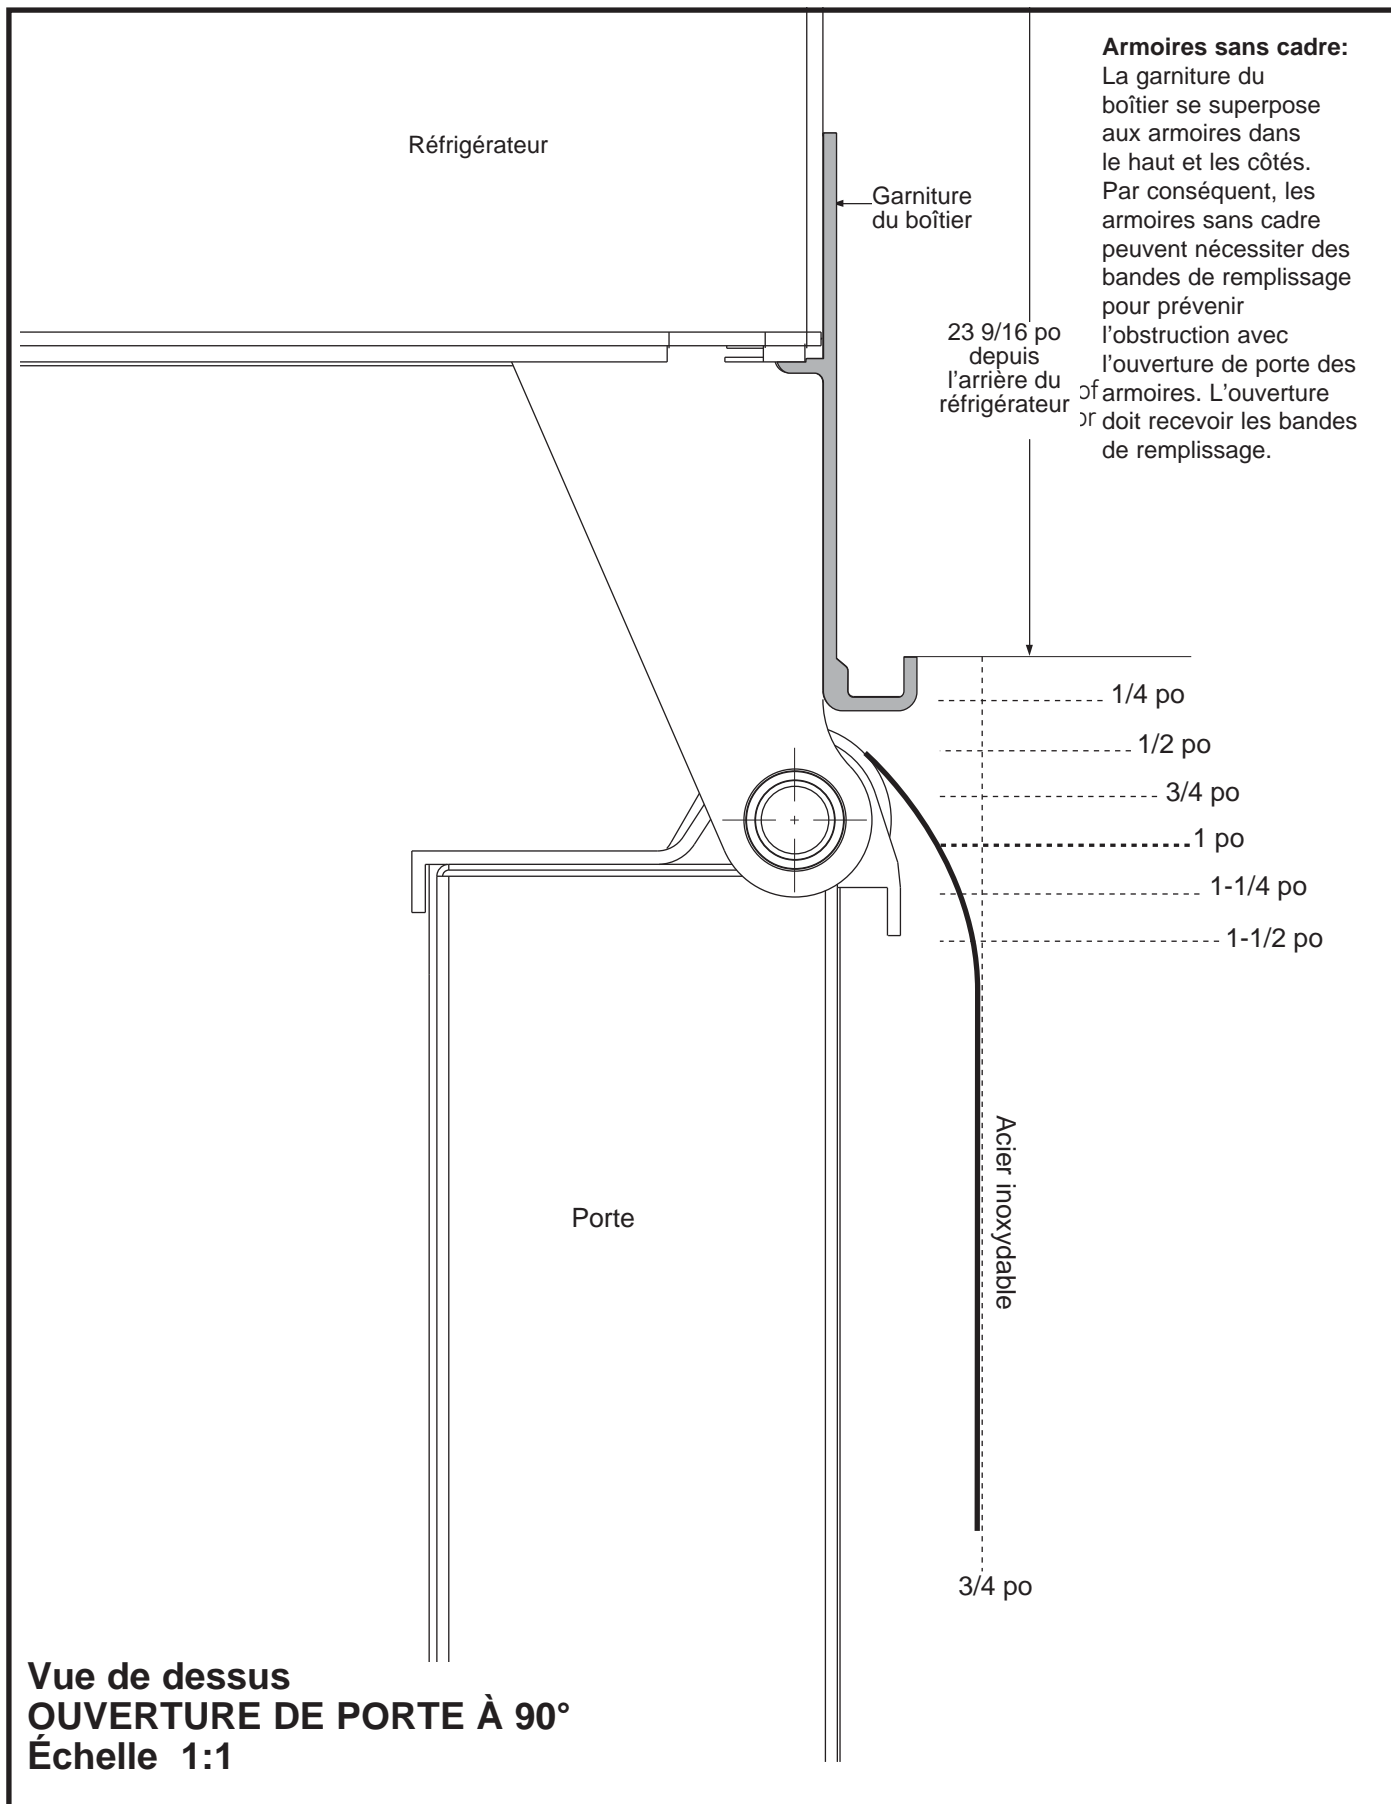 Armoires sans cadre:
La garniture du
boîtier se superpose
aux armoires dans
le haut et les côtés.
Par conséquent, les
armoires sans cadre
peuvent nécessiter des
bandes de remplissage
pour prévenir
l'obstruction avec
l'ouverture de porte des
armoires. L'ouverture
doit recevoir les bandes
de remplissage.
Réfrigérateur
Garniture
du boîtier
23 9/16 po
depuis
l'arrière du
réfrigérateur
of
or
1/4 po
1/2 po
3/4 po
1 po
1-1/4 po
1-1/2 po
Acier inoxydable
Porte
3/4 po
Vue de dessus
OUVERTURE DE PORTE À 90°
Échelle 1:1